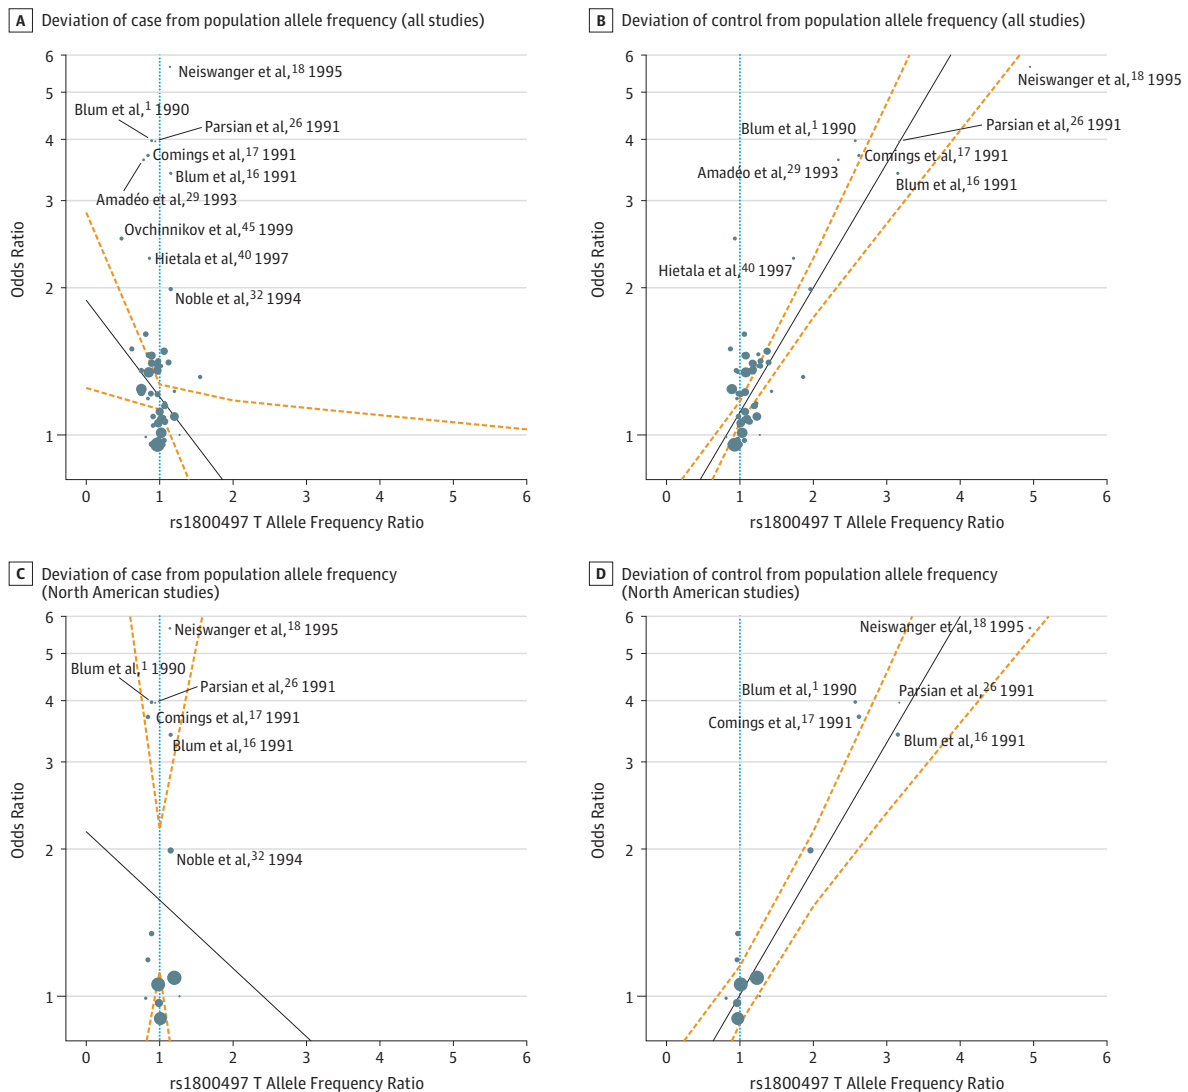 A Deviation of case from population allele frequency (all studies)
6
5
4
3
2
1
Odds Ratio
Neiswanger et al,18 1995
Blum et al,1 1990
Parsian et al,26 1991
Comings et al,17 1991
Blum et al,16 1991
Amadéo et al,29 1993
Ovchinnikov et al,45 1999
Hietala et al,40 1997
Noble et al,32 1994
0 1 2 3 4 5 6
rs1800497 T Allele Frequency Ratio
B Deviation of control from population allele frequency (all studies)
6
5
4
3
2
1
Odds Ratio
Neiswanger et al,18 1995
Blum et al,1 1990
Parsian et al,26 1991
Comings et al,17 1991
Amadéo et al,29 1993
Blum et al,16 1991
Hietala et al,40 1997
0 1 2 3 4 5 6
rs1800497 T Allele Frequency Ratio
C Deviation of case from population allele frequency
(North American studies)
6
5
4
3
2
1
Odds Ratio
Neiswanger et al,18 1995
Blum et al,1 1990
Parsian et al,26 1991
Comings et al,17 1991
Blum et al,16 1991
Noble et al,32 1994
0 1 2 3 4 5 6
rs1800497 T Allele Frequency Ratio
D Deviation of control from population allele frequency
(North American studies)
6
5
4
3
2
1
Odds Ratio
Neiswanger et al,18 1995
Blum et al,1 1990
Parsian et al,26 1991
Comings et al,17 1991
Blum et al,16 1991
0 1 2 3 4 5 6
rs1800497 T Allele Frequency Ratio